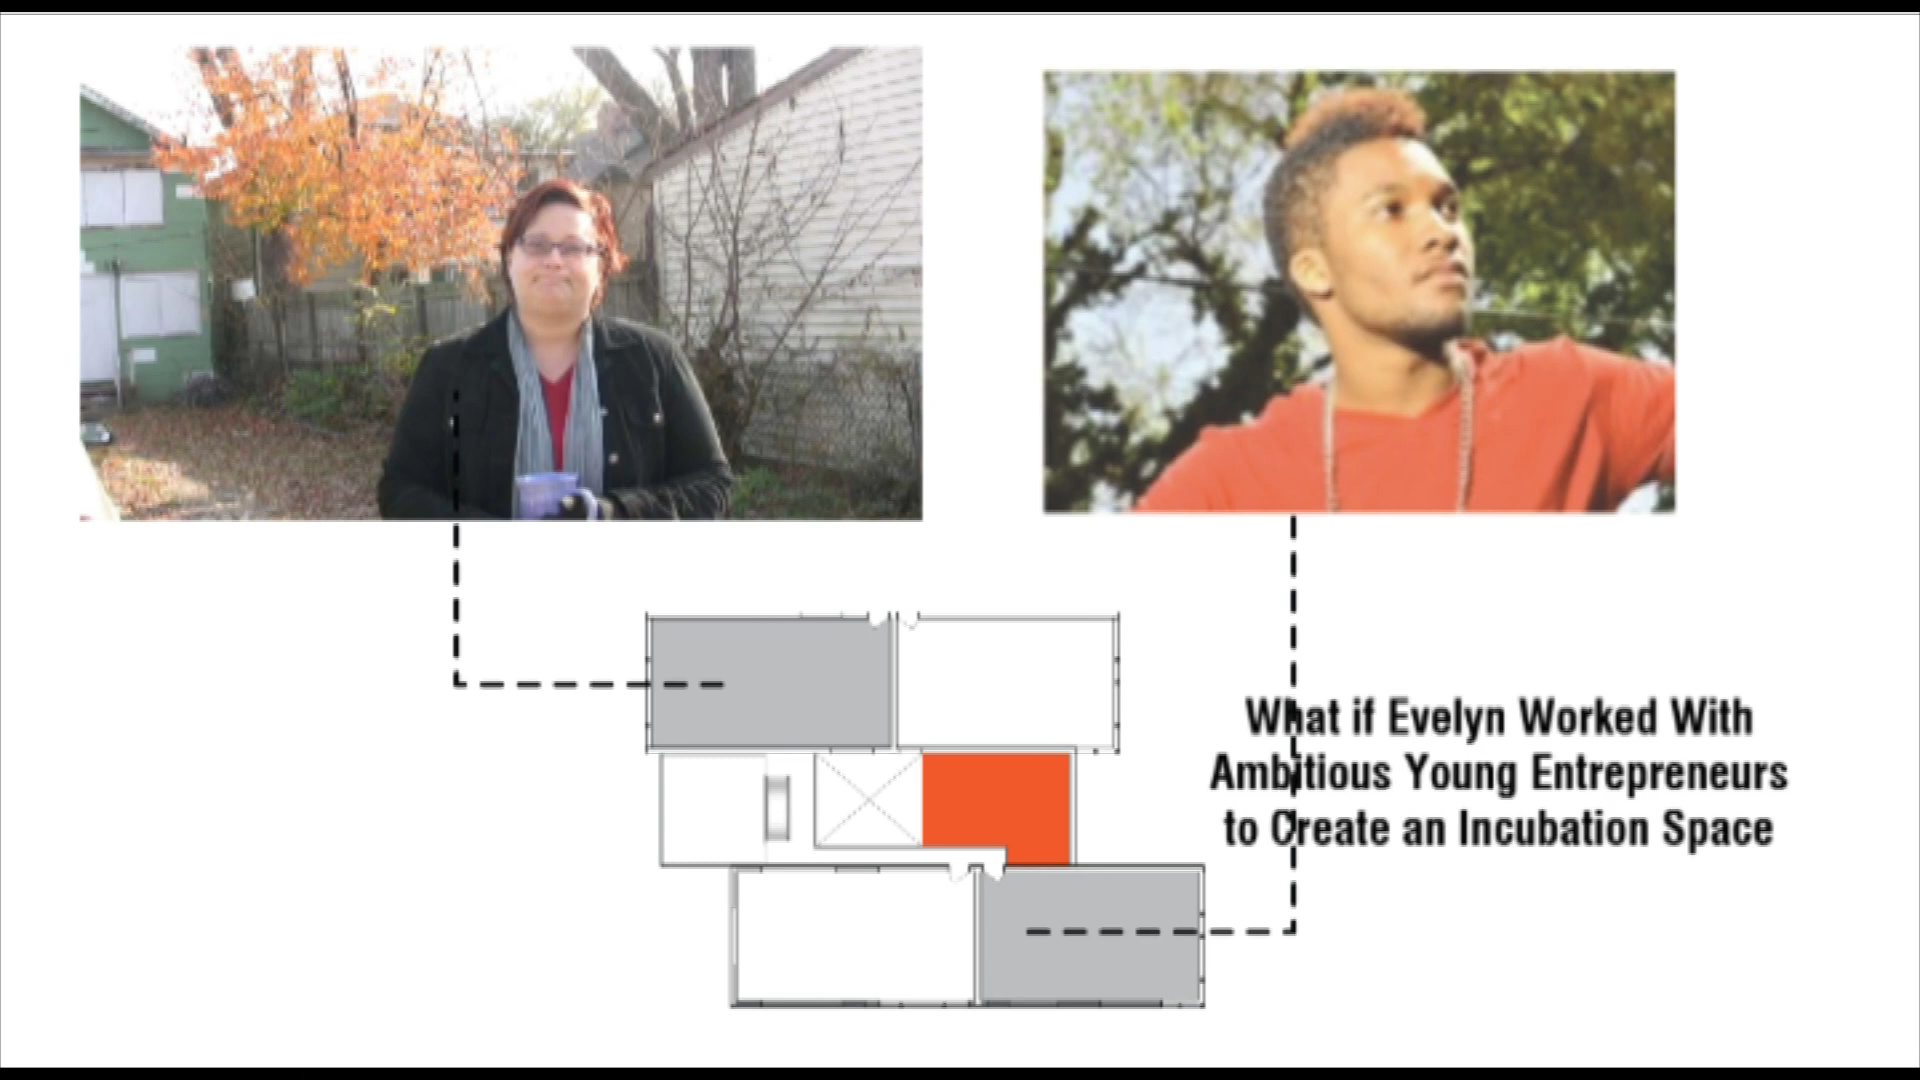 What if Evelyn Worked With
Ambitious Young Entrepreneurs
to Create an Incubation Space